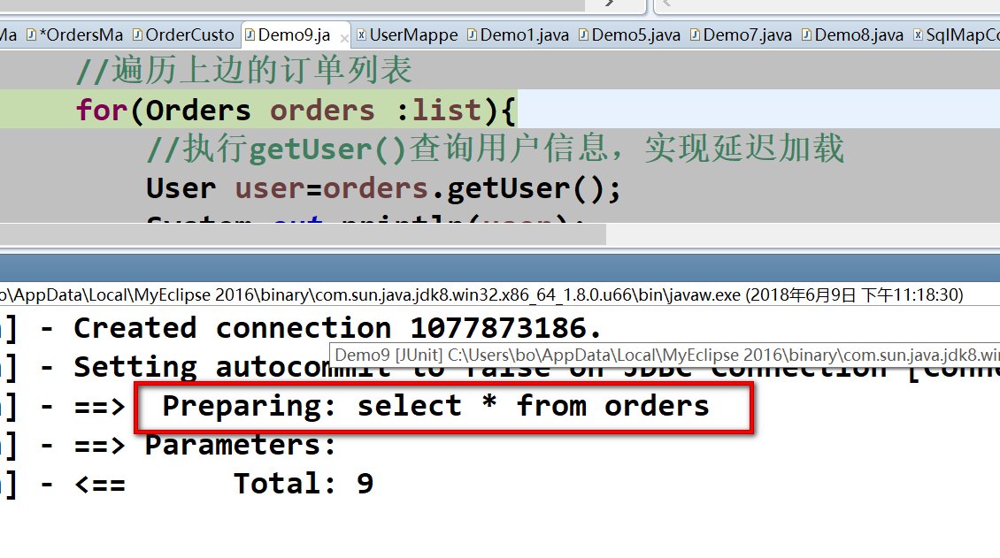 Ma *OrdersMa OrderCusto Demo9.ja UserMappe Demo1.java Demo5.java Demo7.java Demo8.java SqlMapCo
//遍历上边的订单列表
for(Orders orders :list){
//执行getUser()查询用户信息，实现延迟加载
User user=orders.getUser();
System.out.println(user);
o\AppData\Local\MyEclipse 2016\binary\com.sun.java.jdk8.win32.x86_64_1.8.0.u66\bin\javaw.exe (2018年6月9日 下午11:18:30)
] - Created connection 1077873186.
Demo9 [JUnit] C:\Users\bo\AppData\Local\MyEclipse 2016\binary\com.sun.java.jdk8.wi
] - Setting autocommit to false on JDBC Connection [Conne
] - ==> Preparing: select * from orders
] - ==> Parameters:
] - <== Total: 9